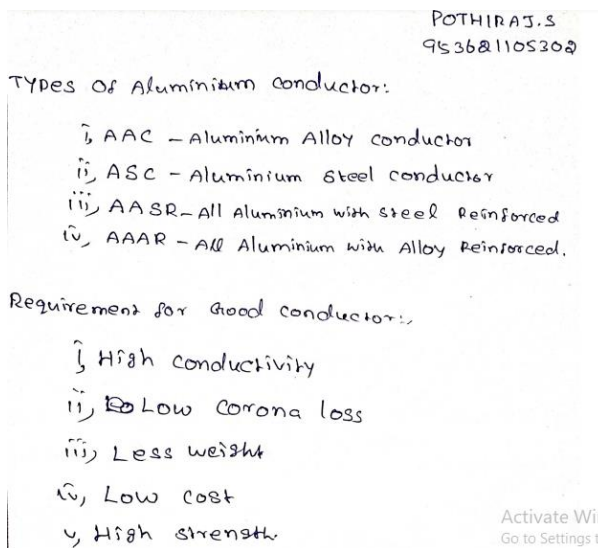 POTHIRAJ.S
953621105302
Types Of Aluminium conductor:
i, AAC - Aluminium Alloy conductor
ii, ASC - Aluminium Steel conductor
iii, AASR - All Aluminium with Steel Reinforced
iv, AAAR - All Aluminium with Alloy Reinforced.
Requirement for Good conductor:-
i, High conductivity
ii, Low corona loss
iii, Less weight
iv, Low cost
v, High strength.
Activate Wi
Go to Settings t